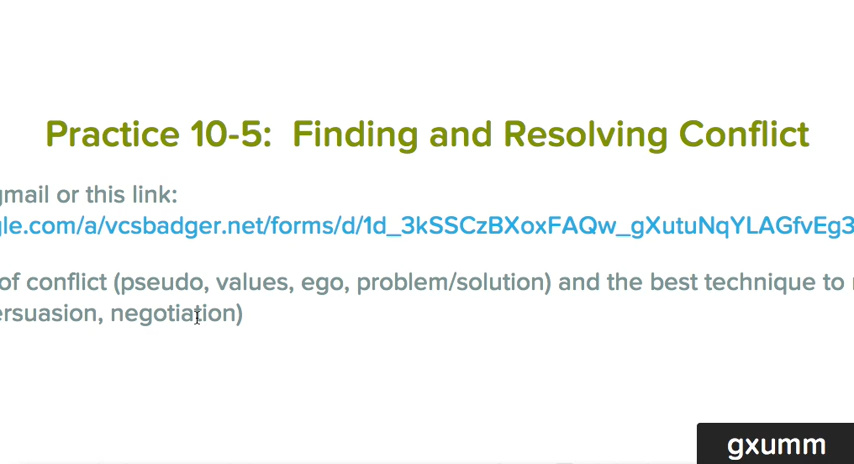 Practice 10-5: Finding and Resolving Conflict
gmail or this link:
gle.com/a/vcsbadger.net/forms/d/1d_3kSSCzBXoxFAQw_gXutuNqYLAGfvEg3
of conflict (pseudo, values, ego, problem/solution) and the best technique to
ersuasion, negotiation)
gxumm